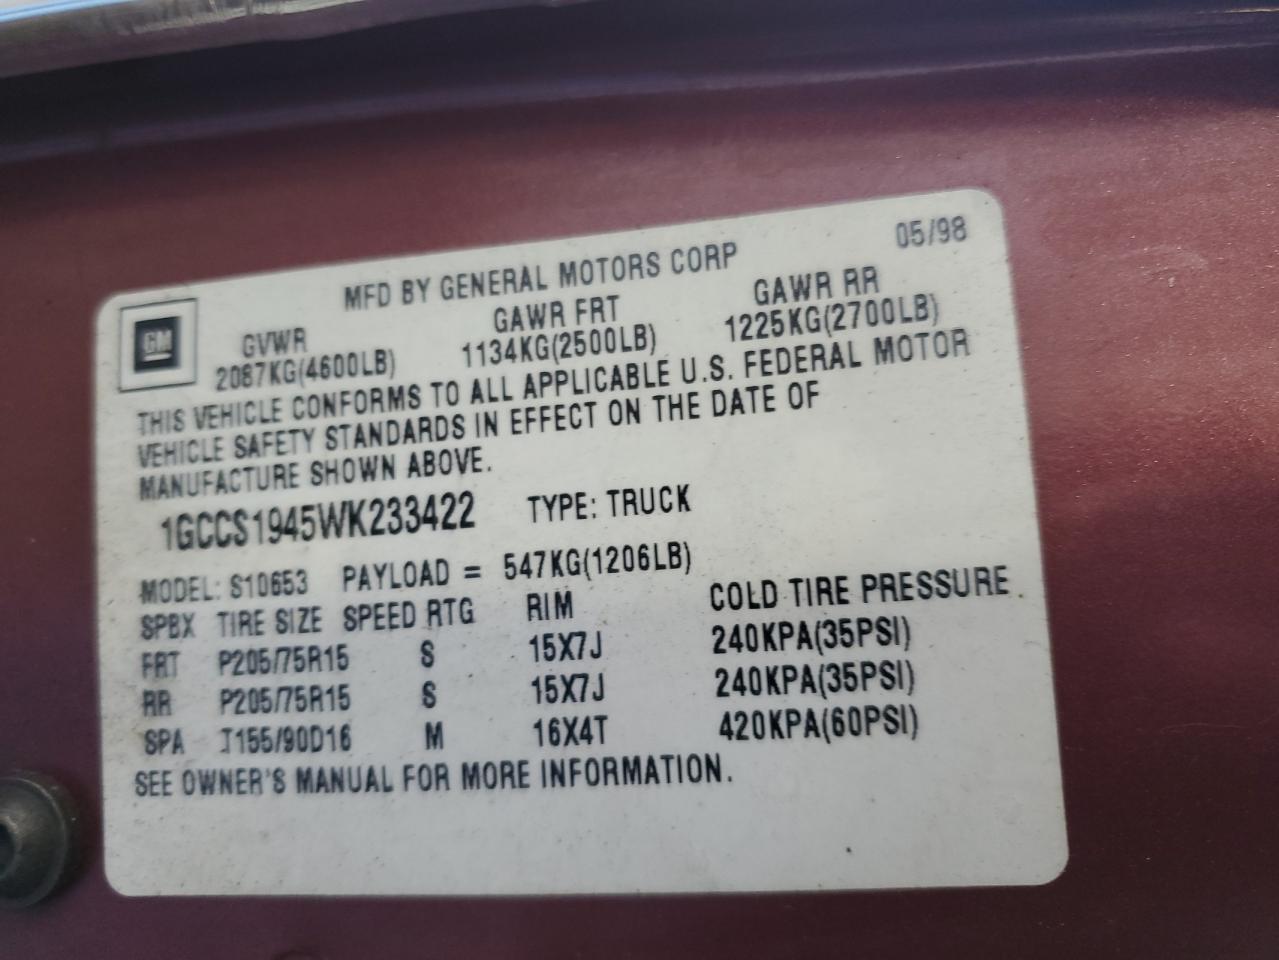 05/98
MFD BY GENERAL MOTORS CORP
GM
GVWR GAWR FRT GAWR RR
2087KG(4600LB) 1134KG(2500LB) 1225KG(2700LB)
THIS VEHICLE CONFORMS TO ALL APPLICABLE U.S. FEDERAL MOTOR
VEHICLE SAFETY STANDARDS IN EFFECT ON THE DATE OF
MANUFACTURE SHOWN ABOVE.
1GCCS1945WK233422 TYPE: TRUCK
MODEL: S10653 PAYLOAD = 547KG(1206LB)
SPBX TIRE SIZE SPEED RTG RIM COLD TIRE PRESSURE
FRT P205/75R15 S 15X7J 240KPA(35PSI)
RR P205/75R15 S 15X7J 240KPA(35PSI)
SPA T155/90D16 M 16X4T 420KPA(60PSI)
SEE OWNER'S MANUAL FOR MORE INFORMATION.